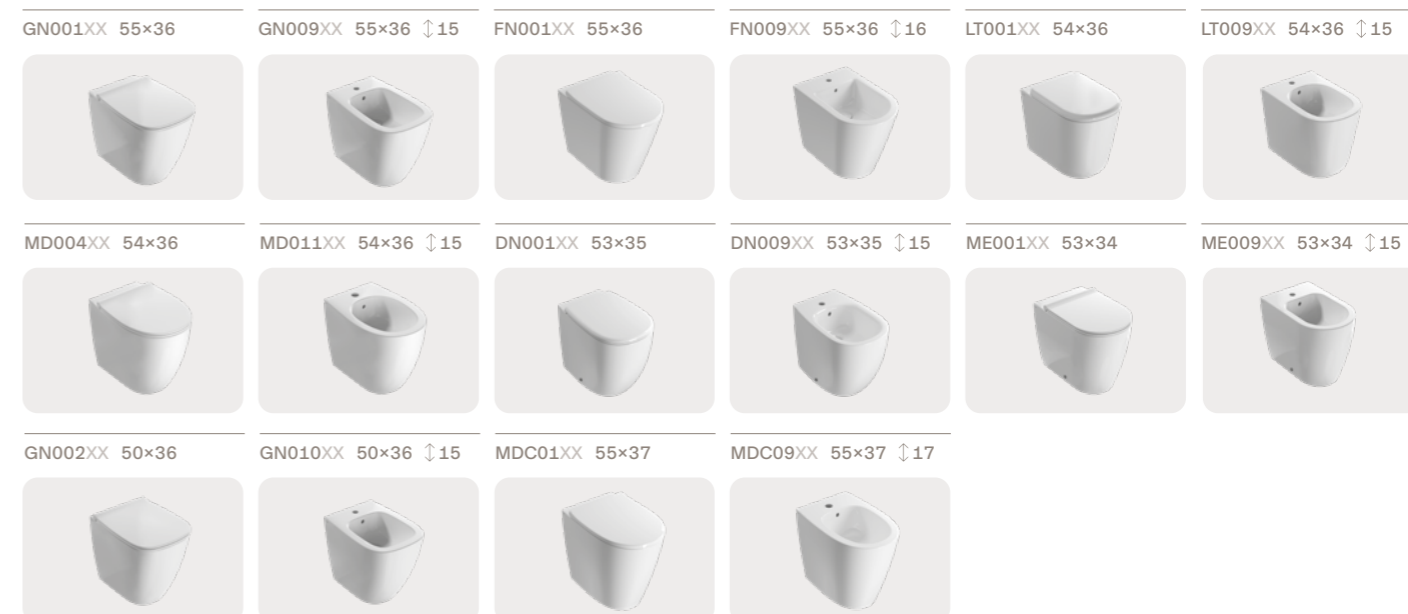 GN001XX 55×36 GN009XX 55×36 ↕15 FN001XX 55×36 FN009XX 55×36 ↕16 LT001XX 54×36 LT009XX 54×36 ↕15
MD004XX 54×36 MD011XX 54×36 ↕15 DN001XX 53×35 DN009XX 53×35 ↕15 ME001XX 53×34 ME009XX 53×34 ↕15
GN002XX 50×36 GN010XX 50×36 ↕15 MDC01XX 55×37 MDC09XX 55×37 ↕17